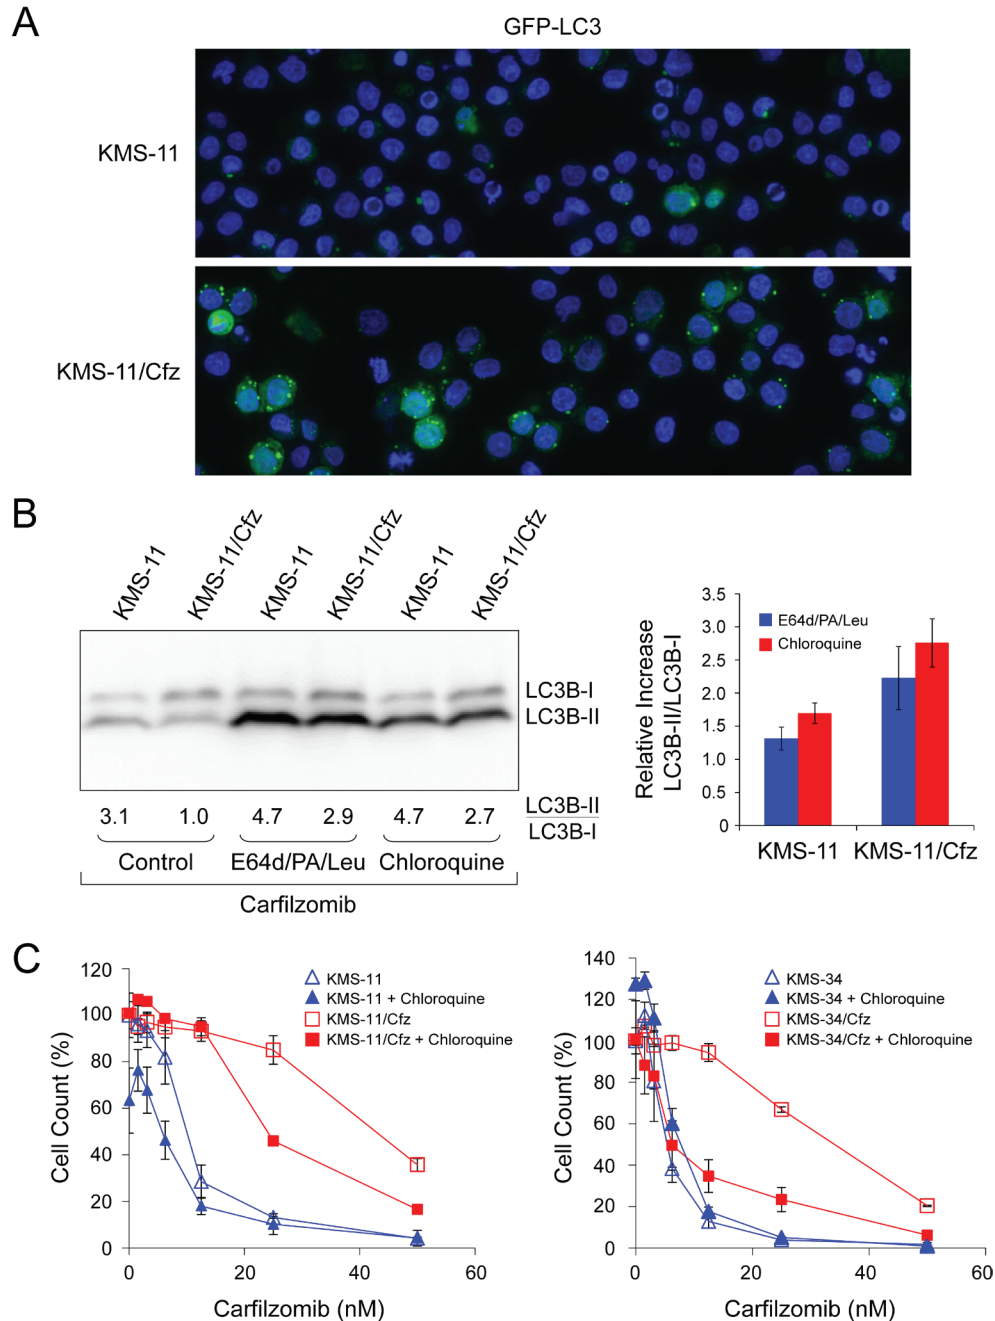 A
GFP-LC3
KMS-11
KMS-11/Cfz
B
KMS-11
KMS-11/Cfz
KMS-11
KMS-11/Cfz
KMS-11
KMS-11/Cfz
LC3B-I
LC3B-II
3.1 1.0 4.7 2.9 4.7 2.7
LC3B-II
LC3B-I
Control E64d/PA/Leu Chloroquine
Carfilzomib
Relative Increase
LC3B-II/LC3B-I
3.5
3.0
2.5
2.0
1.5
1.0
0.5
0
E64d/PA/Leu
Chloroquine
KMS-11 KMS-11/Cfz
C
Cell Count (%)
120
100
80
60
40
20
0
KMS-11
KMS-11 + Chloroquine
KMS-11/Cfz
KMS-11/Cfz + Chloroquine
0 20 40 60
Carfilzomib (nM)
Cell Count (%)
140
120
100
80
60
40
20
0
KMS-34
KMS-34 + Chloroquine
KMS-34/Cfz
KMS-34/Cfz + Chloroquine
0 20 40 60
Carfilzomib (nM)